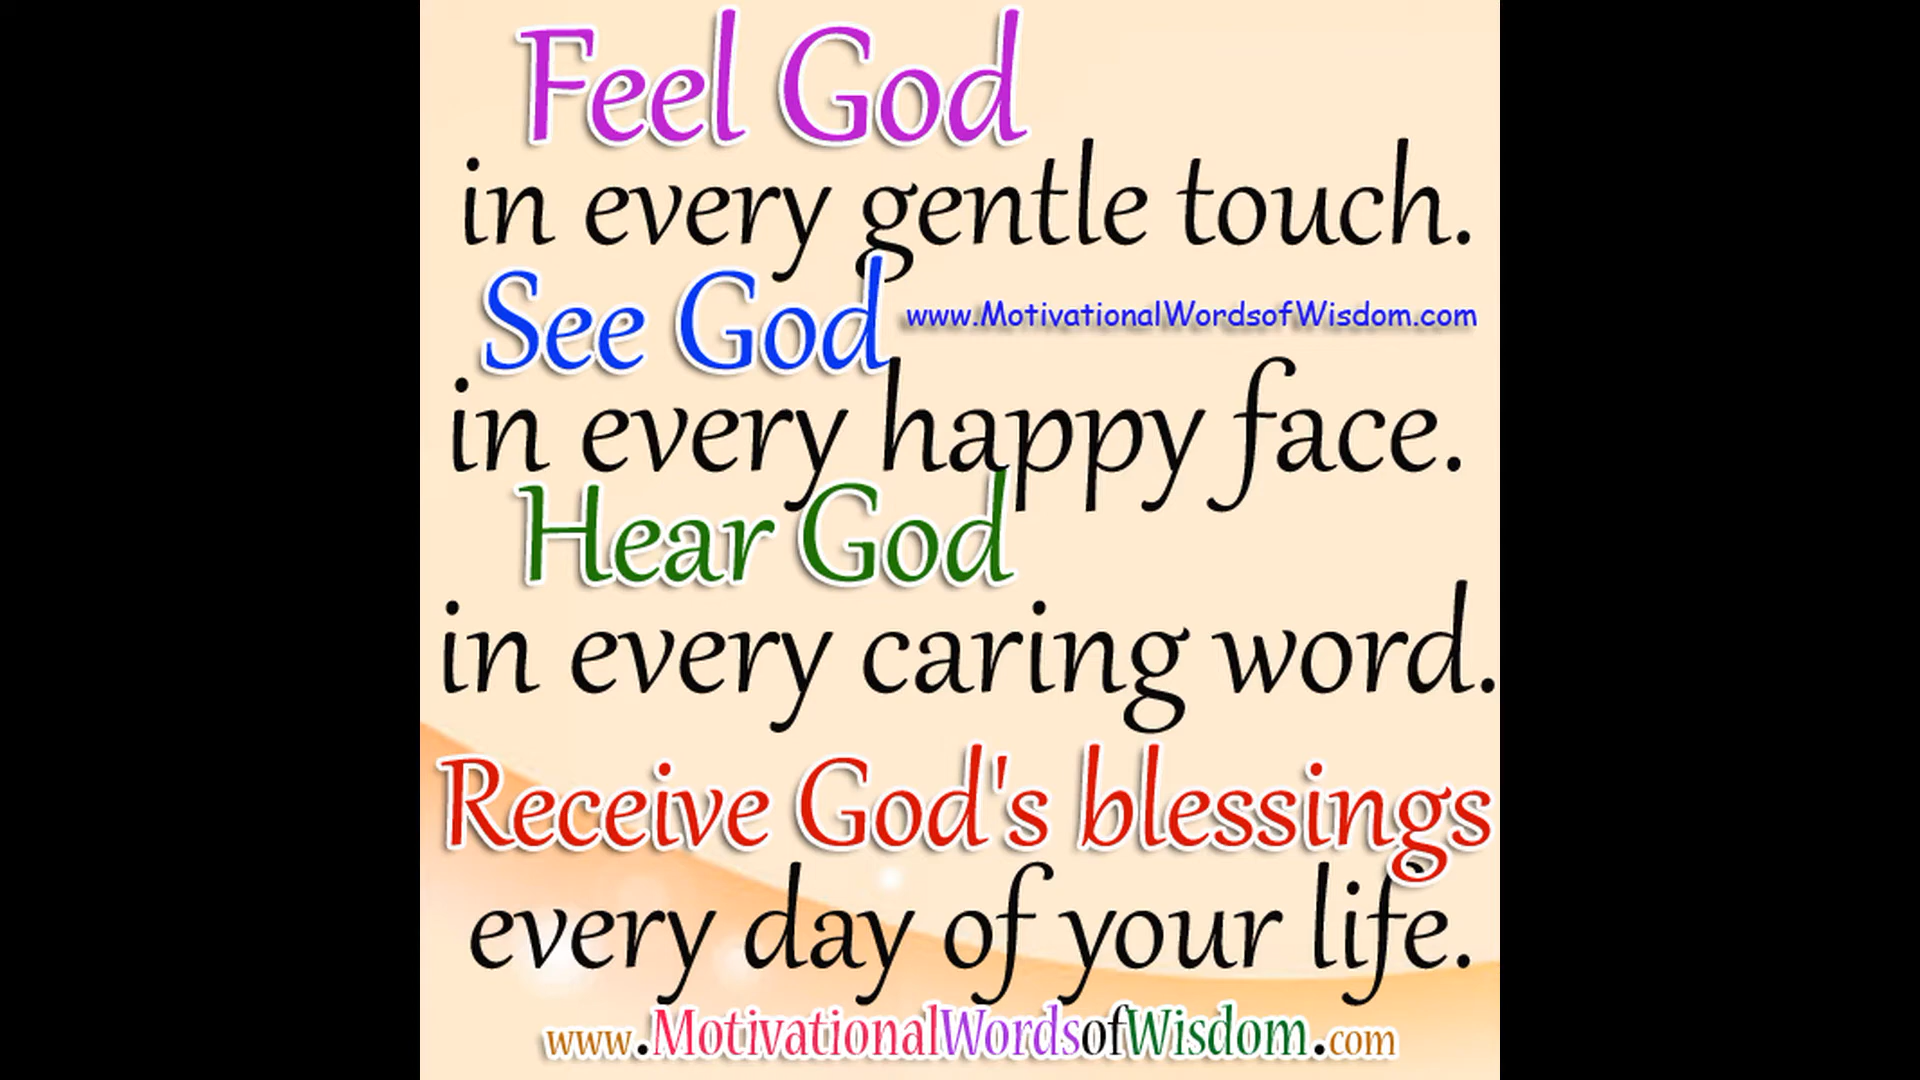 Feel God
in every gentle touch.
See God
www.MotivationalWordsofWisdom.com
in every happy face.
Hear God
in every caring word.
Receive God's blessings
every day of your life.
www.MotivationalWordsofWisdom.com